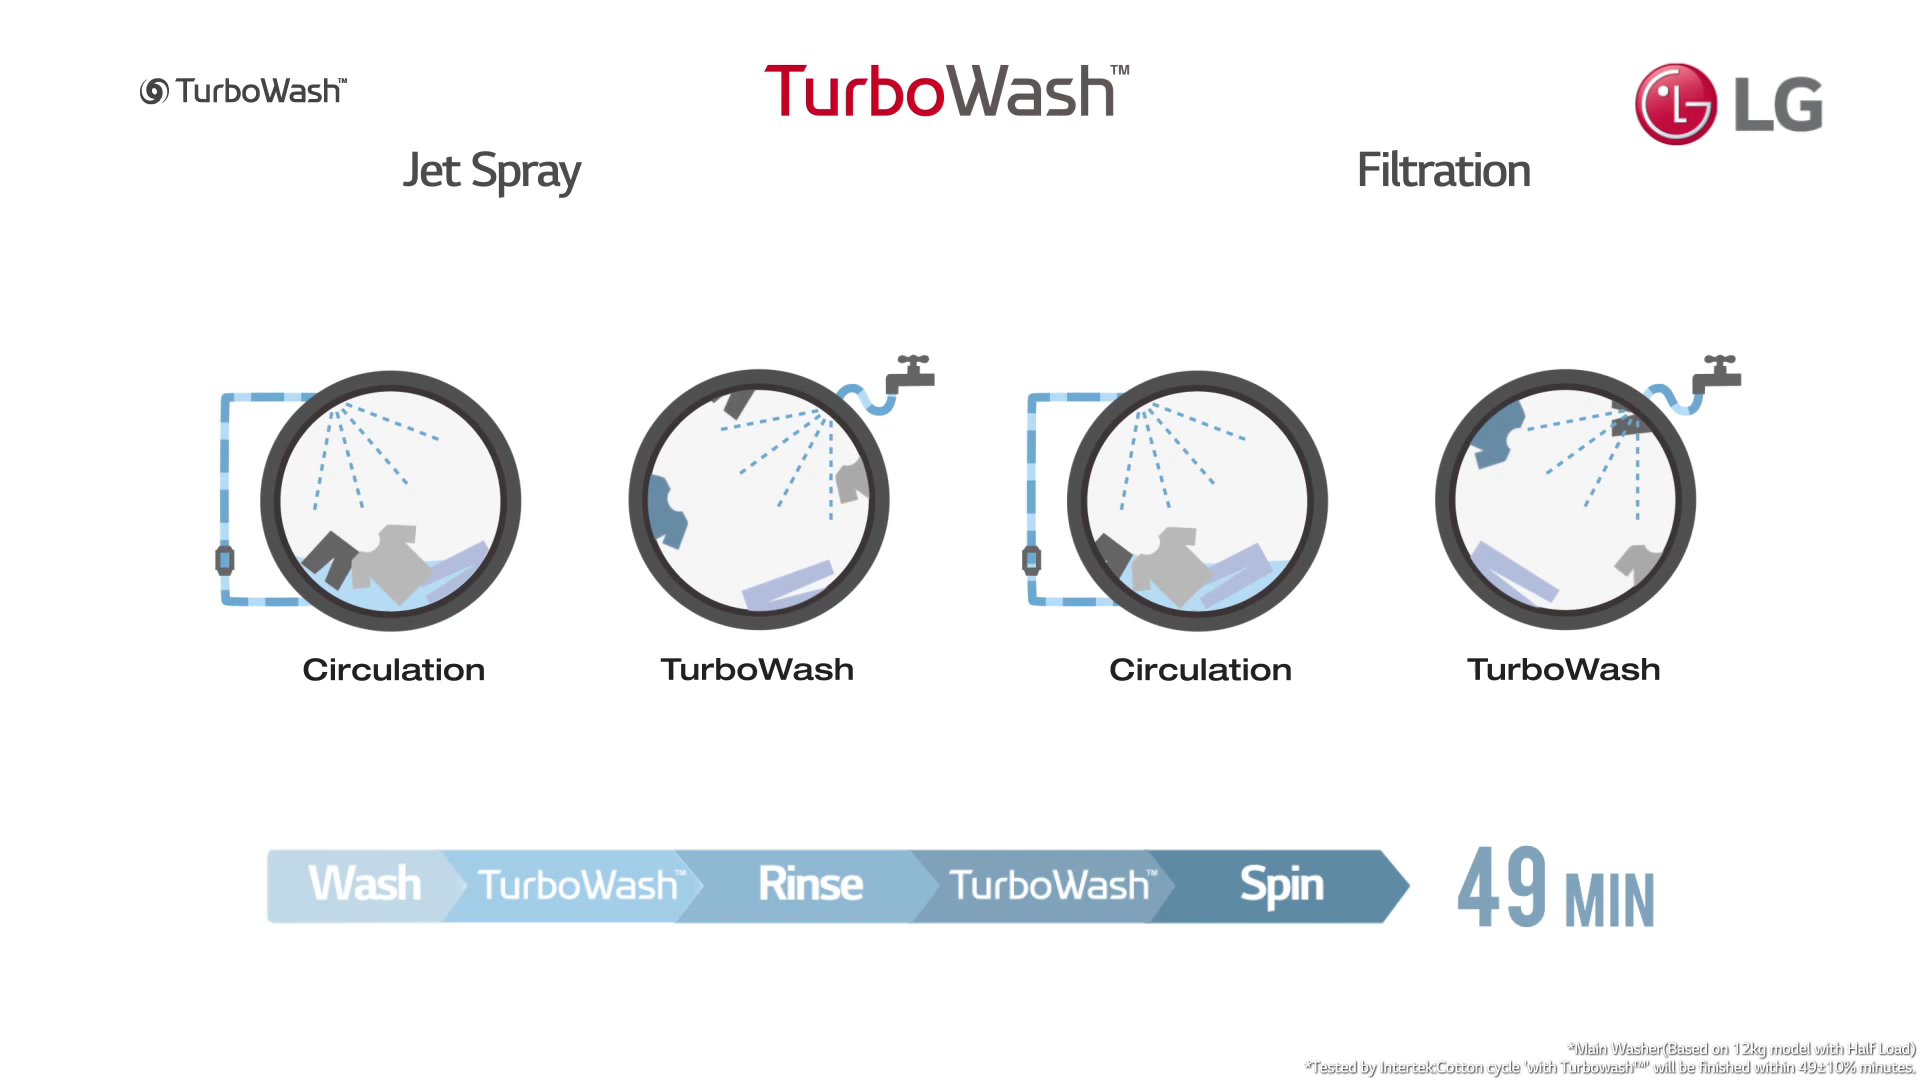 TurboWash™
TurboWash™
LG
Jet Spray
Filtration
Circulation
TurboWash
Circulation
TurboWash
Wash
TurboWash™
Rinse
TurboWash™
Spin
49 MIN
*Main Washer(Based on 12kg model with Half Load)
*Tested by Intertek:Cotton cycle 'with Turbowash™' will be finished within 49±10% minutes.